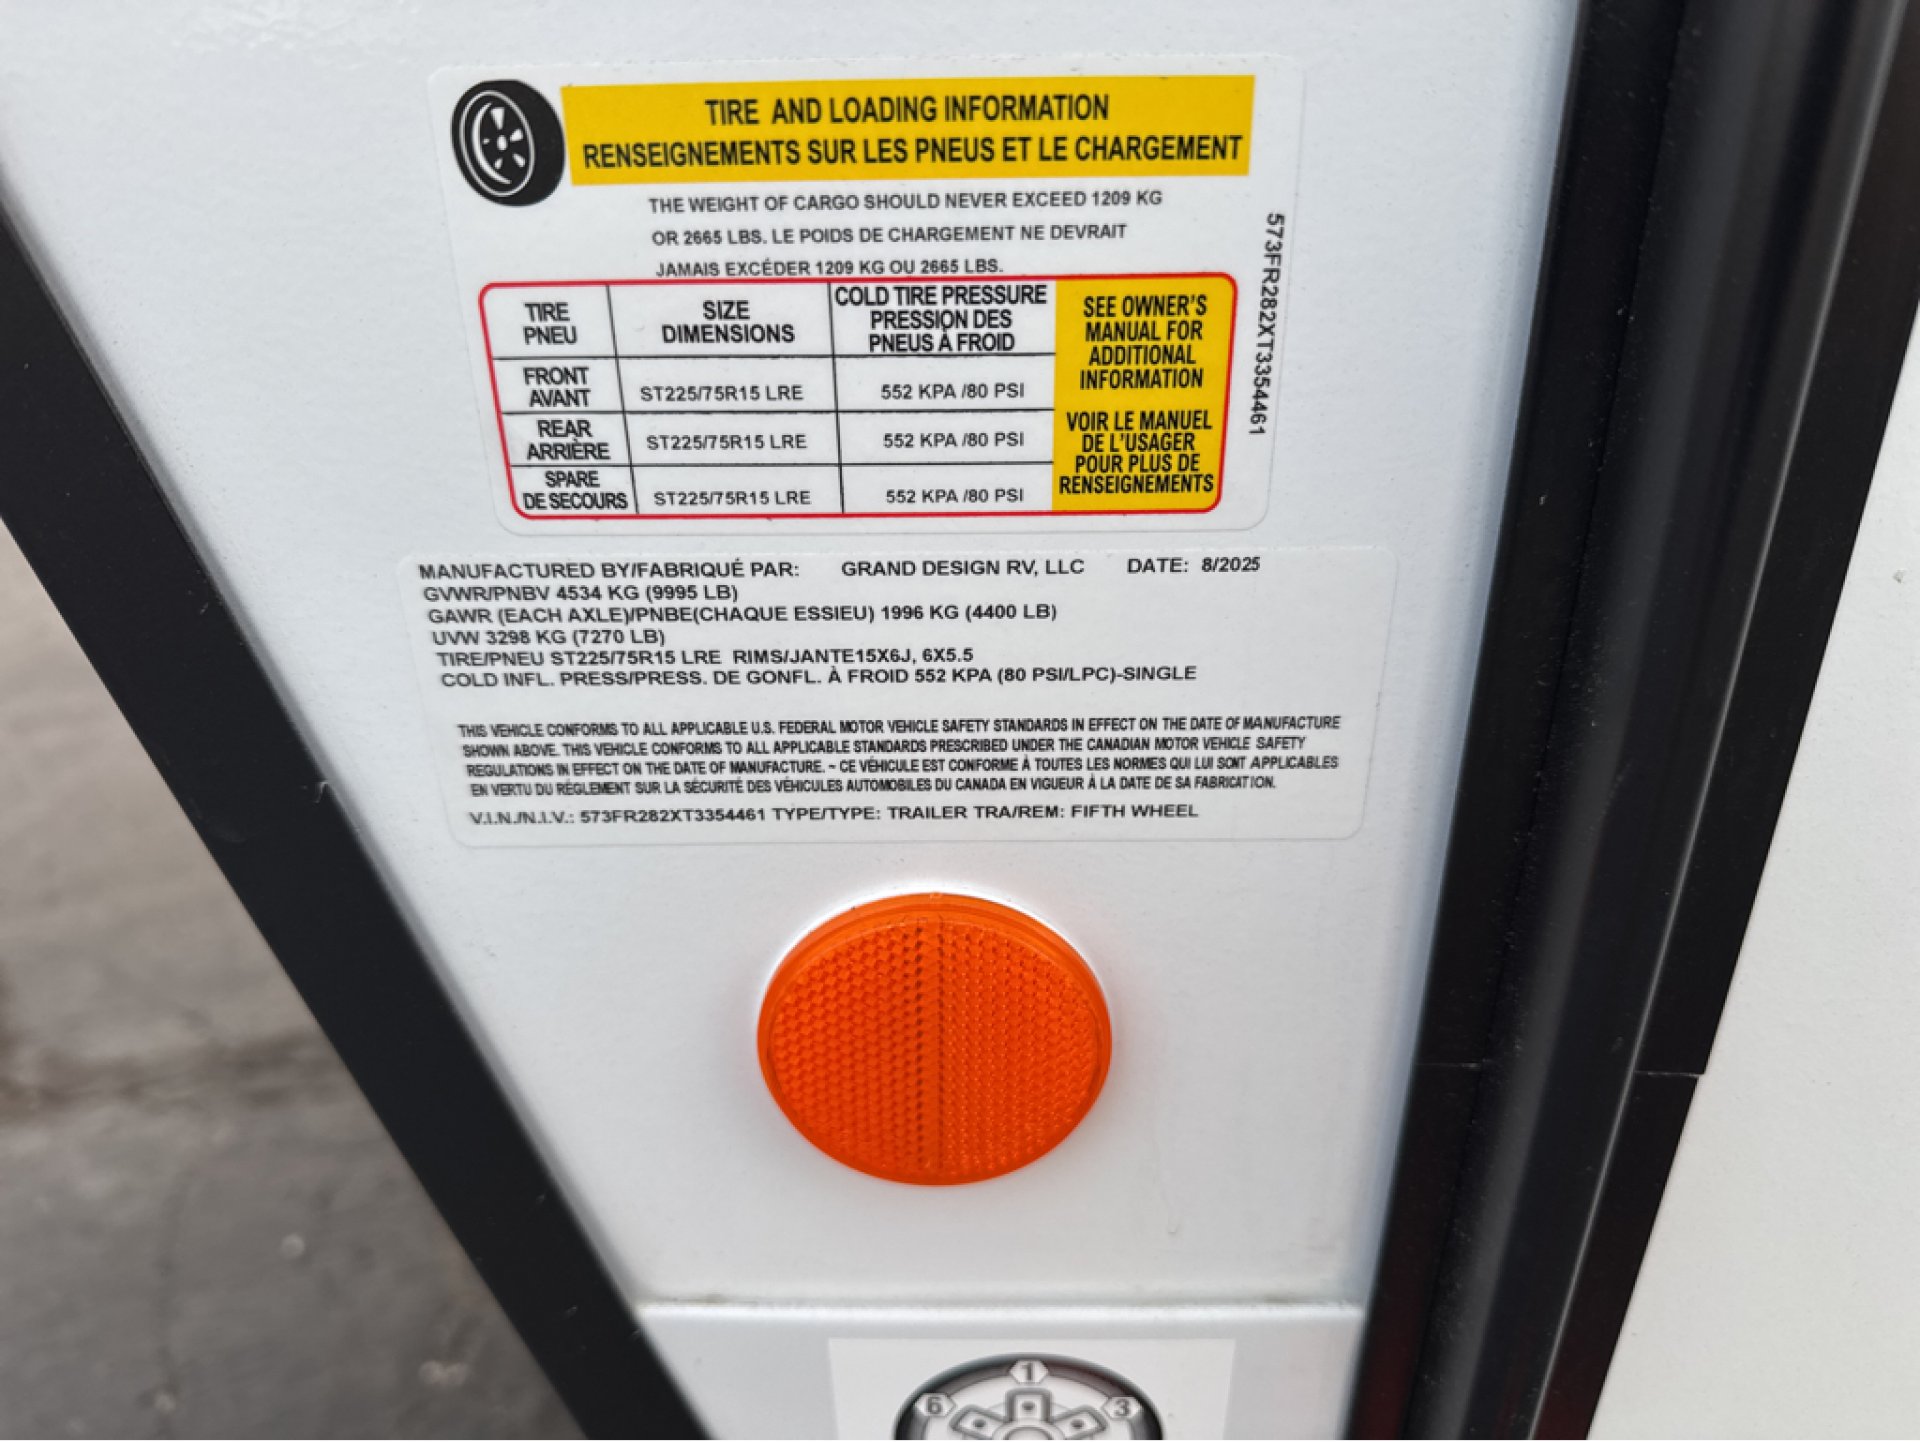 TIRE AND LOADING INFORMATION
RENSEIGNEMENTS SUR LES PNEUS ET LE CHARGEMENT
THE WEIGHT OF CARGO SHOULD NEVER EXCEED 1209 KG
OR 2665 LBS. LE POIDS DE CHARGEMENT NE DEVRAIT
JAMAIS EXCÉDER 1209 KG OU 2665 LBS.
TIRE
PNEU
SIZE
DIMENSIONS
COLD TIRE PRESSURE
PRESSION DES
PNEUS À FROID
FRONT
AVANT
ST225/75R15 LRE
552 KPA /80 PSI
REAR
ARRIÈRE
ST225/75R15 LRE
552 KPA /80 PSI
SPARE
DE SECOURS
ST225/75R15 LRE
552 KPA /80 PSI
SEE OWNER'S
MANUAL FOR
ADDITIONAL
INFORMATION
VOIR LE MANUEL
DE L'USAGER
POUR PLUS DE
RENSEIGNEMENTS
573FR282XT3354461
MANUFACTURED BY/FABRIQUÉ PAR: GRAND DESIGN RV, LLC DATE: 8/2025
GVWR/PNBV 4534 KG (9995 LB)
GAWR (EACH AXLE)/PNBE(CHAQUE ESSIEU) 1996 KG (4400 LB)
UVW 3298 KG (7270 LB)
TIRE/PNEU ST225/75R15 LRE RIMS/JANTE15X6J, 6X5.5
COLD INFL. PRESS/PRESS. DE GONFL. À FROID 552 KPA (80 PSI/LPC)-SINGLE
THIS VEHICLE CONFORMS TO ALL APPLICABLE U.S. FEDERAL MOTOR VEHICLE SAFETY STANDARDS IN EFFECT ON THE DATE OF MANUFACTURE
SHOWN ABOVE. THIS VEHICLE CONFORMS TO ALL APPLICABLE STANDARDS PRESCRIBED UNDER THE CANADIAN MOTOR VEHICLE SAFETY
REGULATIONS IN EFFECT ON THE DATE OF MANUFACTURE. ~ CE VÉHICULE EST CONFORME À TOUTES LES NORMES QUI LUI SONT APPLICABLES
EN VERTU DU RÈGLEMENT SUR LA SÉCURITÉ DES VÉHICULES AUTOMOBILES DU CANADA EN VIGUEUR À LA DATE DE SA FABRICATION.
V.I.N./N.I.V.: 573FR282XT3354461 TYPE/TYPE: TRAILER TRA/REM: FIFTH WHEEL
1
6 3